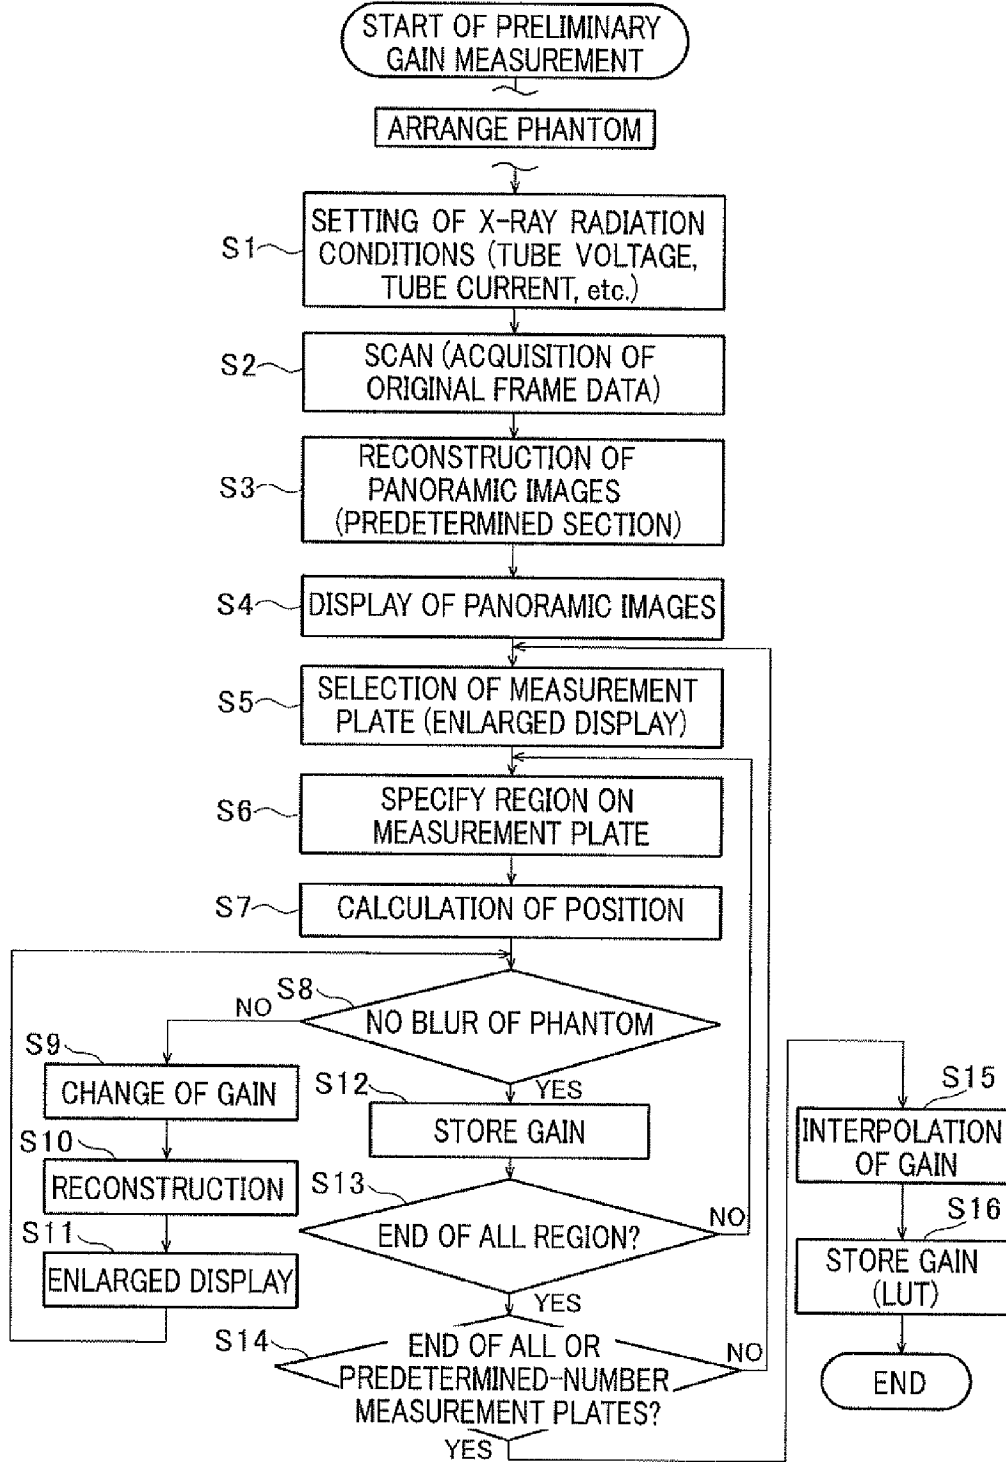 START OF PRELIMINARY
GAIN MEASUREMENT
ARRANGE PHANTOM
S1
SETTING OF X-RAY RADIATION
CONDITIONS (TUBE VOLTAGE,
TUBE CURRENT, etc.)
S2
SCAN (ACQUISITION OF
ORIGINAL FRAME DATA)
S3
RECONSTRUCTION OF
PANORAMIC IMAGES
(PREDETERMINED SECTION)
S4
DISPLAY OF PANORAMIC IMAGES
S5
SELECTION OF MEASUREMENT
PLATE (ENLARGED DISPLAY)
S6
SPECIFY REGION ON
MEASUREMENT PLATE
S7
CALCULATION OF POSITION
S8
NO BLUR OF PHANTOM
NO
YES
S9
CHANGE OF GAIN
S10
RECONSTRUCTION
S11
ENLARGED DISPLAY
S12
STORE GAIN
S13
END OF ALL REGION?
NO
YES
S14
END OF ALL OR
PREDETERMINED-NUMBER
MEASUREMENT PLATES?
NO
YES
S15
INTERPOLATION
OF GAIN
S16
STORE GAIN
(LUT)
END